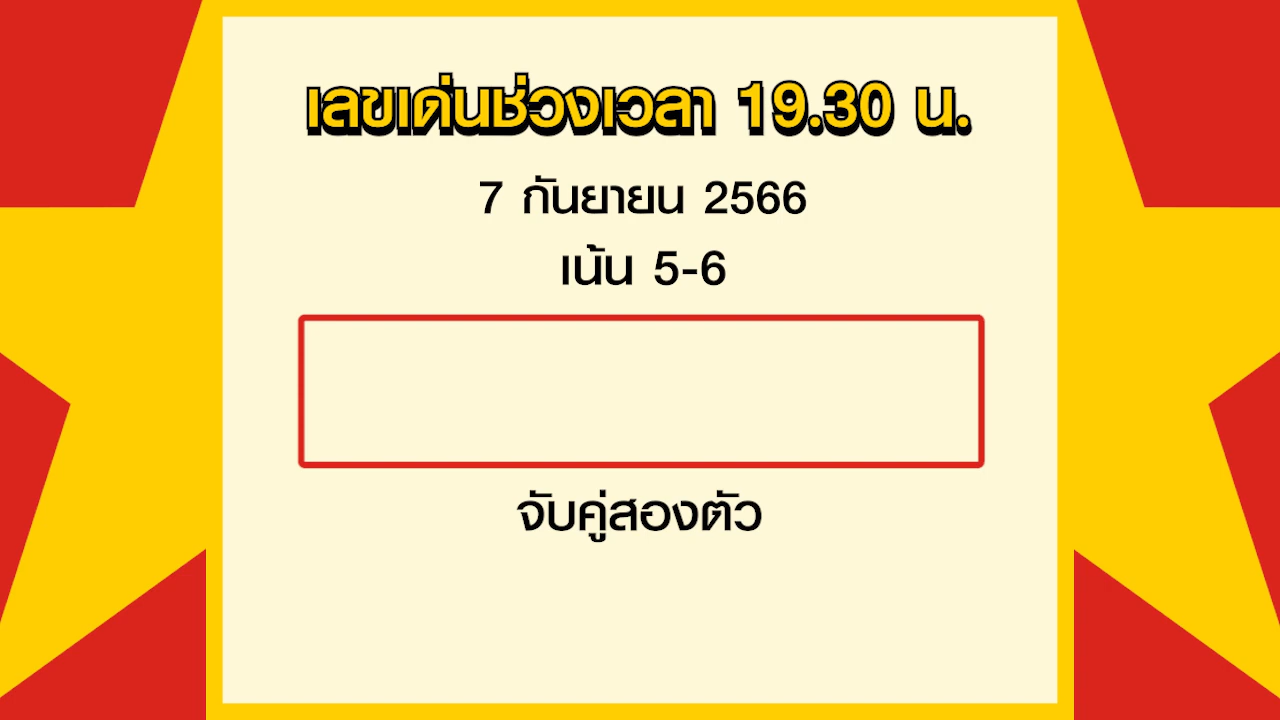 เลขเด่นช่วงเวลา 19.30 น.
7 กันยายน 2566
เน้น 5-6
จับคู่สองตัว